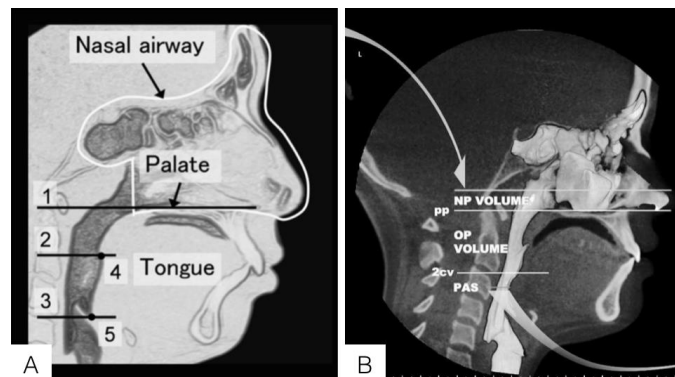 Nasal airway
Palate
1
2
Tongue
4
3
5
A
L
NP VOLUME
pp
OP
VOLUME
2cv
PAS
B